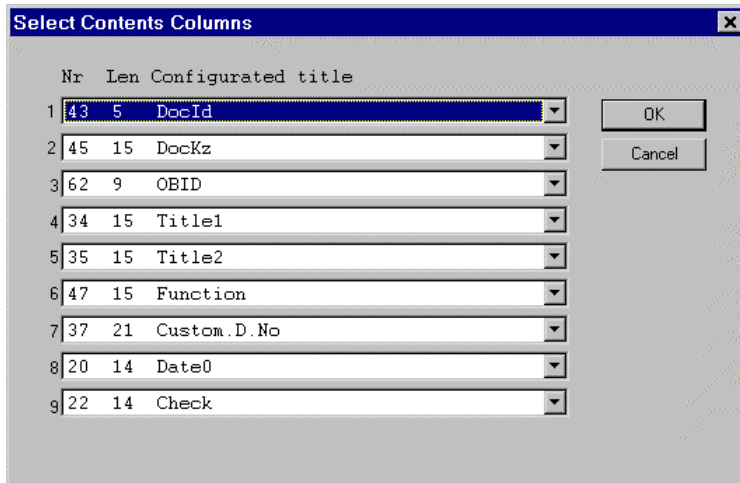 Select Contents Columns
Nr Len Configurated title
1 43 5 DocId
OK
2 45 15 DocKz
Cancel
3 62 9 OBID
4 34 15 Title1
5 35 15 Title2
6 47 15 Function
7 37 21 Custom.D.No
8 20 14 Date0
9 22 14 Check